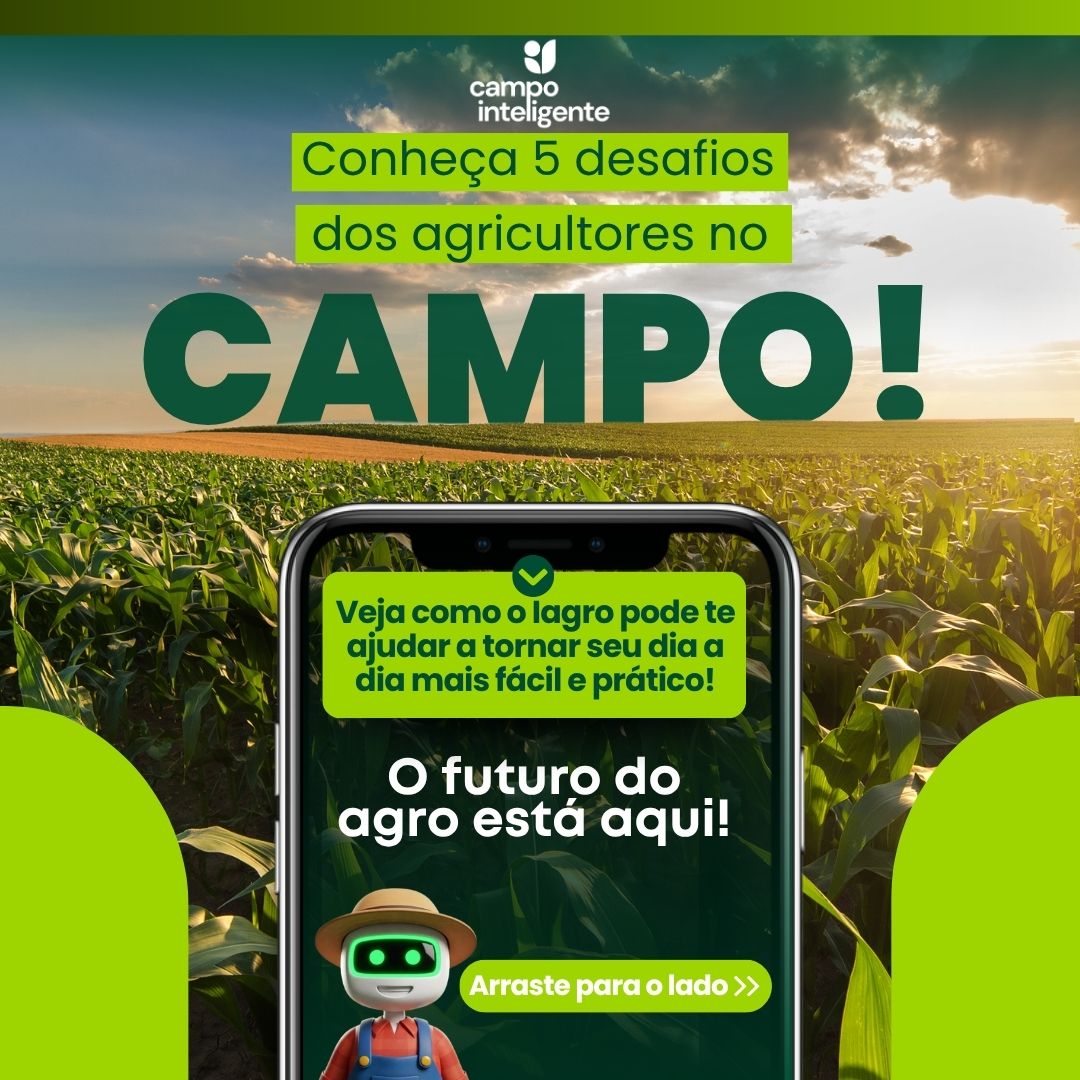 campo
inteligente
Conheça 5 desafios
dos agricultores no
CAMPO!
Veja como o Iagro pode te
ajudar a tornar seu dia a
dia mais fácil e prático!
O futuro do
agro está aqui!
Arraste para o lado >>